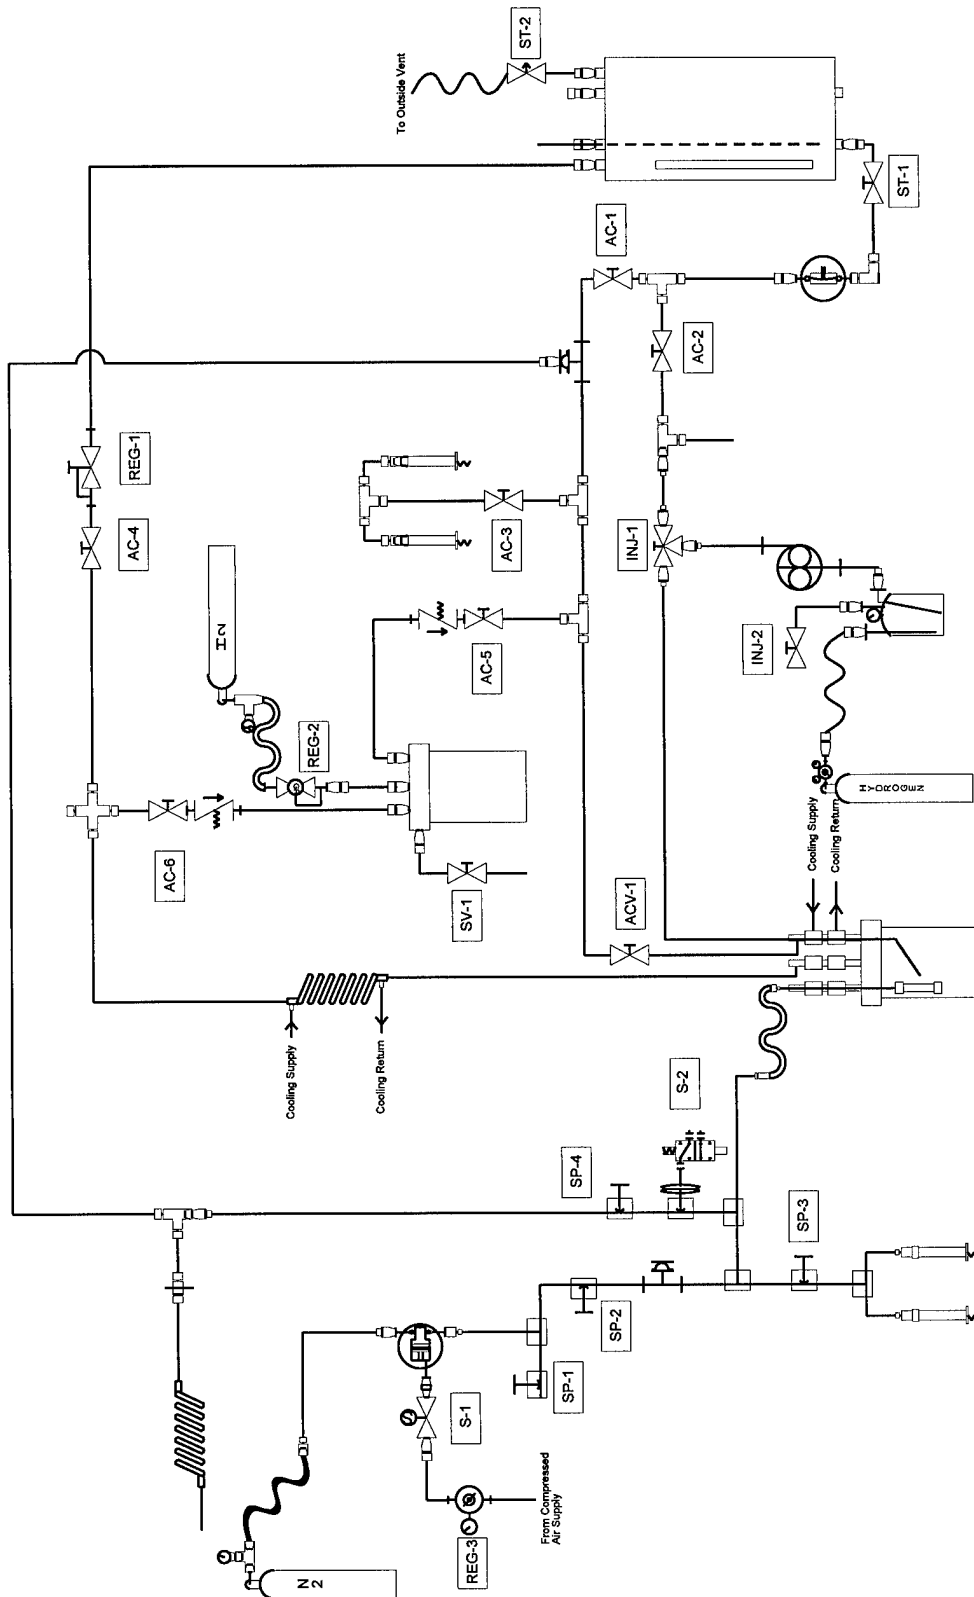 ST-2
To Outside Vent
ST-1
AC-1
AC-2
REG-1
AC-4
AC-3
INJ-1
H2
AC-5
INJ-2
REG-2
HYDROGEN
Cooling Supply
Cooling Return
AC-6
SV-1
ACV-1
Cooling Supply
Cooling Return
S-2
SP-4
SP-3
SP-2
SP-1
S-1
From Compressed
Air Supply
REG-3
N2